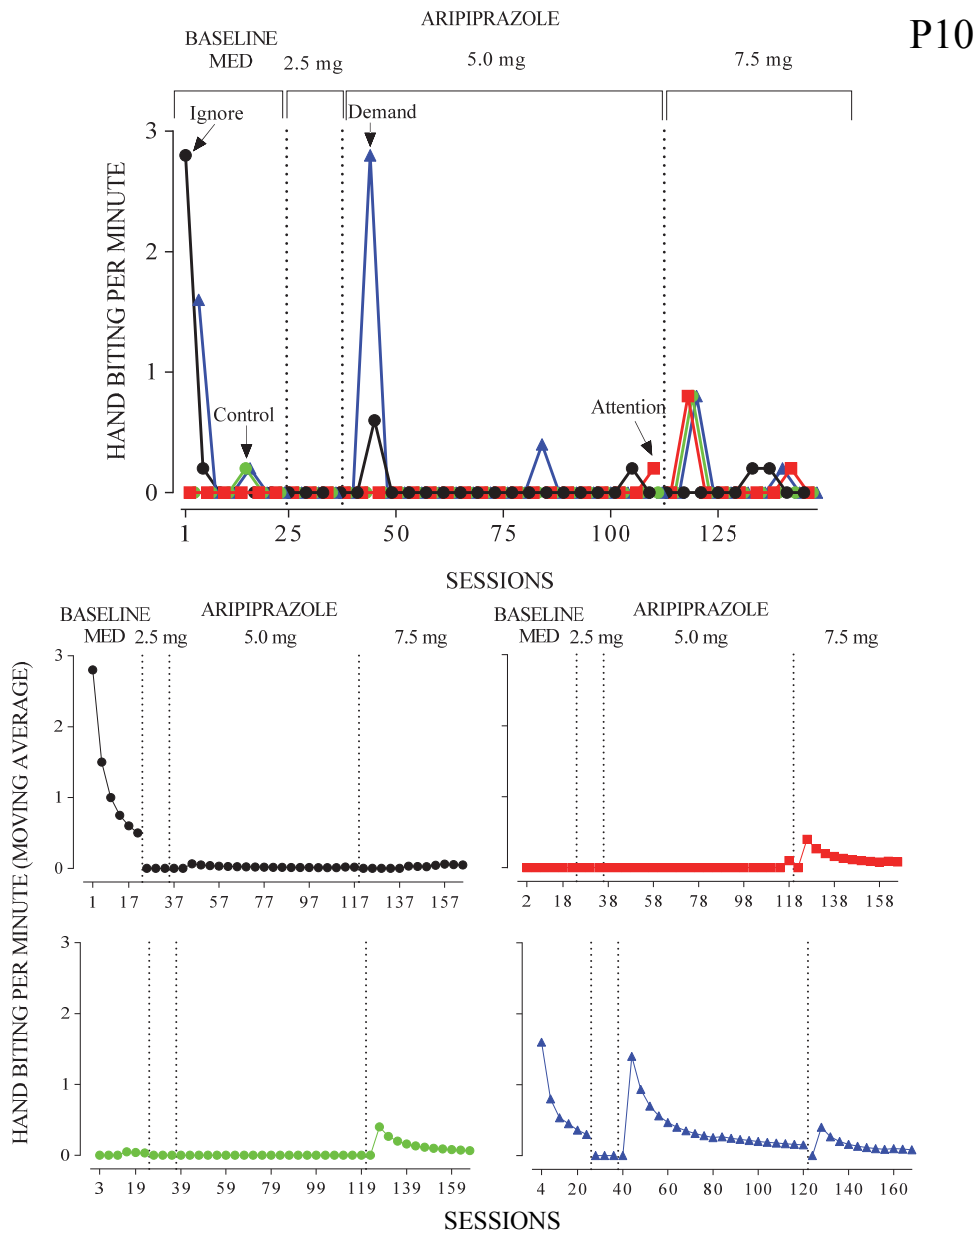 P10
ARIPIPRAZOLE
BASELINE
MED 2.5 mg 5.0 mg 7.5 mg
Ignore Demand
3
2
1
0
Control Attention
HAND BITING PER MINUTE
1 25 50 75 100 125
SESSIONS
BASELINE ARIPIPRAZOLE
MED 2.5 mg 5.0 mg 7.5 mg
3
2
1
0
1 17 37 57 77 97 117 137 157
BASELINE ARIPIPRAZOLE
MED 2.5 mg 5.0 mg 7.5 mg
2 18 38 58 78 98 118 138 158
HAND BITING PER MINUTE (MOVING AVERAGE)
3
2
1
0
3 19 39 59 79 99 119 139 159
3
2
1
0
4 20 40 60 80 100 120 140 160
SESSIONS